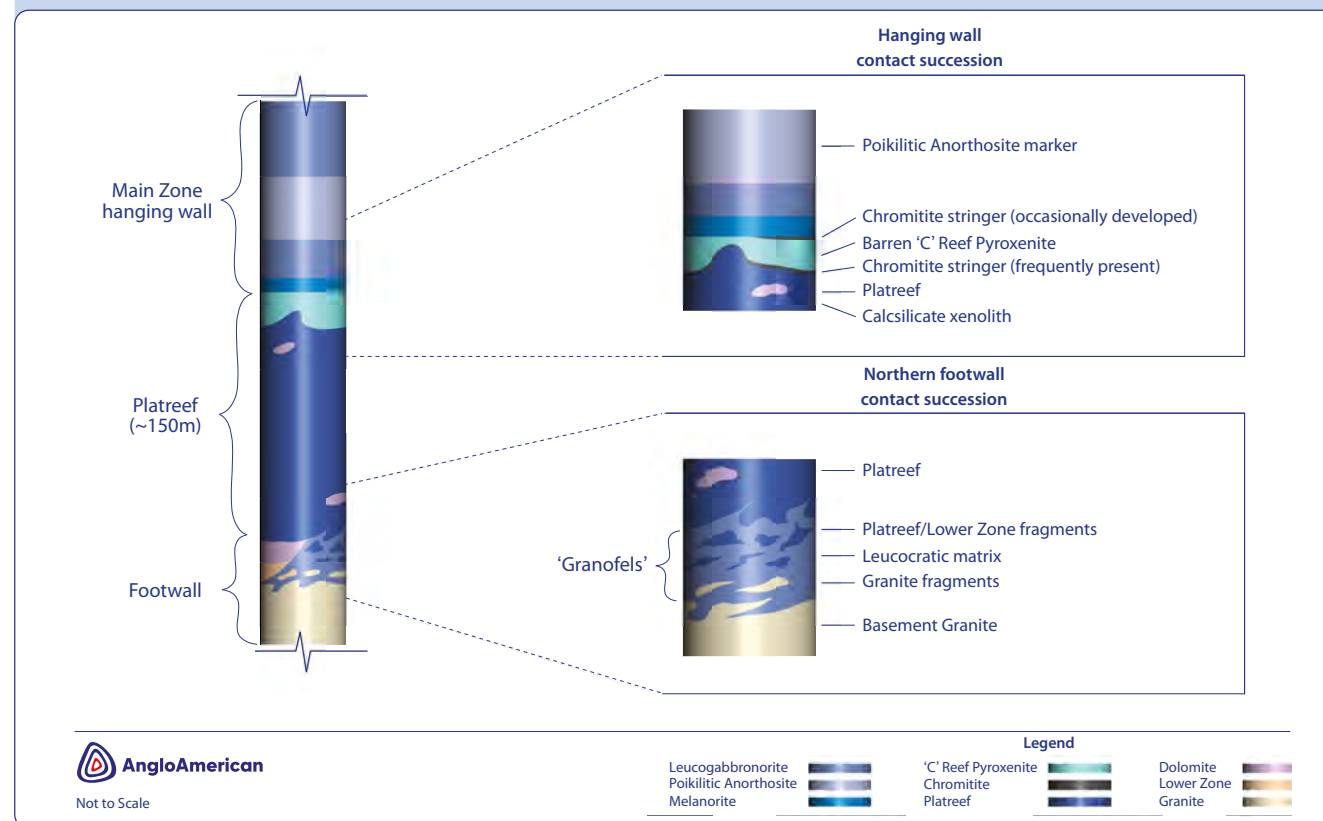 Hanging wall
contact succession
Main Zone
hanging wall
Platreef
(~150m)
Footwall
Poikilitic Anorthosite marker
Chromitite stringer (occasionally developed)
Barren ‘C’ Reef Pyroxenite
Chromitite stringer (frequently present)
Platreef
Calcsilicate xenolith
Northern footwall
contact succession
‘Granofels’
Platreef
Platreef/Lower Zone fragments
Leucocratic matrix
Granite fragments
Basement Granite
AngloAmerican
Not to Scale
Legend
Leucogabbronorite
Poikilitic Anorthosite
Melanorite
‘C’ Reef Pyroxenite
Chromitite
Platreef
Dolomite
Lower Zone
Granite